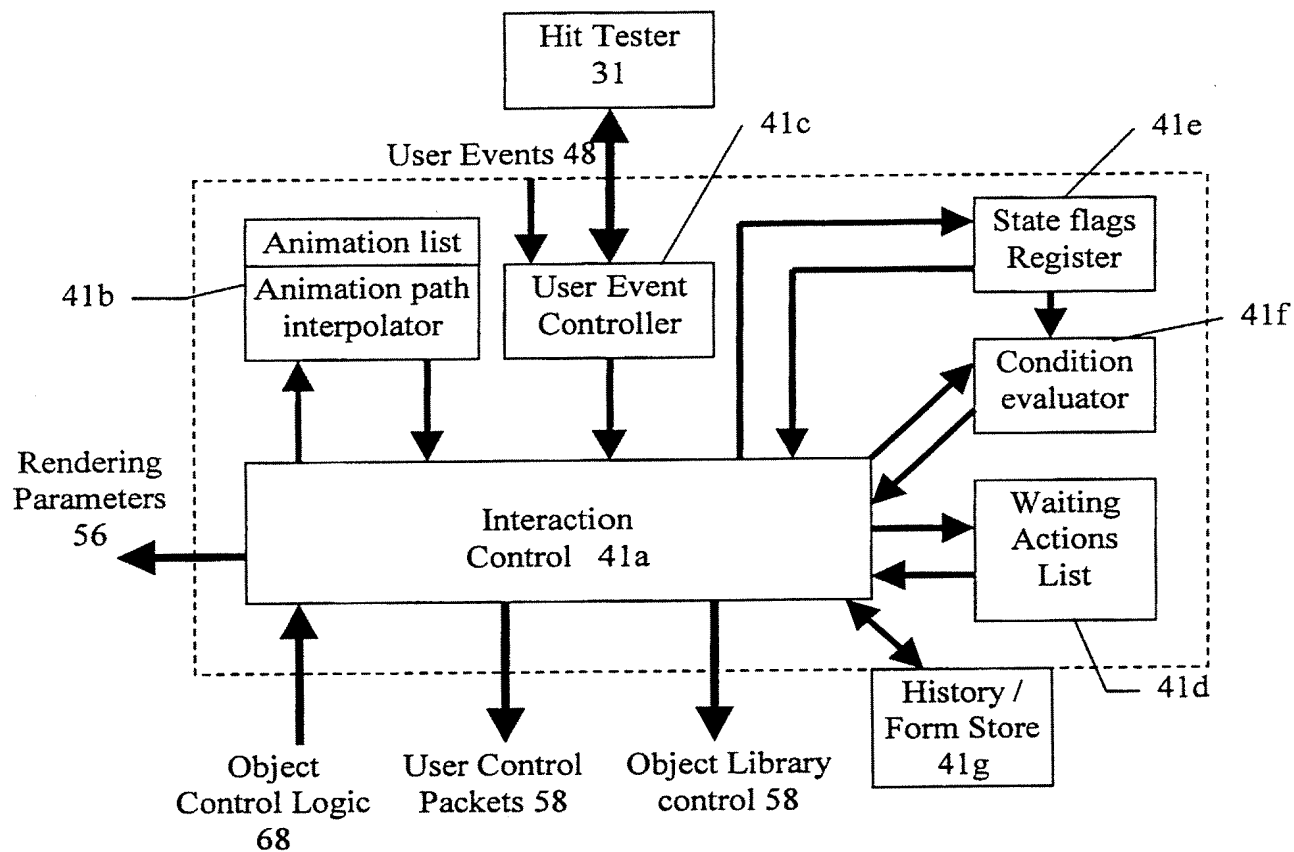 Hit Tester
31
41c
41e
User Events 48
Animation list
Animation path
interpolator
41b
User Event
Controller
State flags
Register
41f
Condition
evaluator
Rendering
Parameters
56
Interaction
Control 41a
Waiting
Actions
List
41d
History /
Form Store
41g
Object
Control Logic
68
User Control
Packets 58
Object Library
control 58